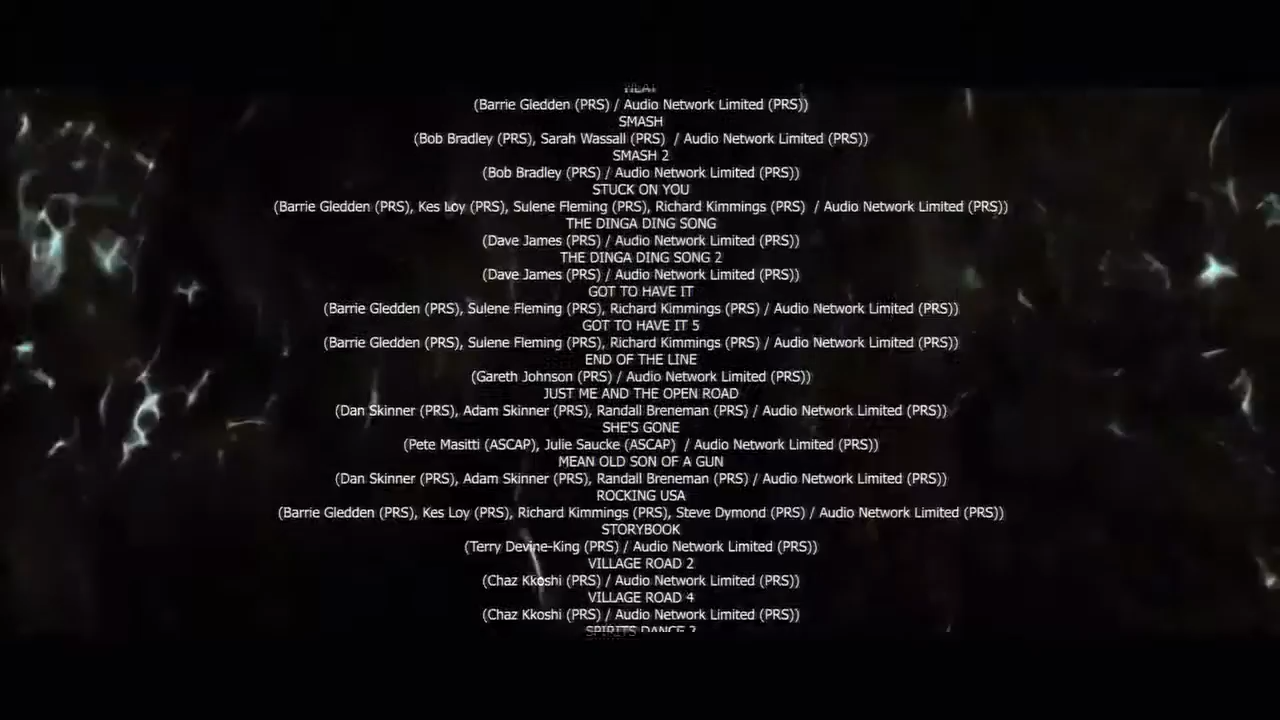 (Barrie Gledden (PRS) / Audio Network Limited (PRS))
SMASH
(Bob Bradley (PRS), Sarah Wassall (PRS)  / Audio Network Limited (PRS))
SMASH 2
(Bob Bradley (PRS) / Audio Network Limited (PRS))
STUCK ON YOU
(Barrie Gledden (PRS), Kes Loy (PRS), Sulene Fleming (PRS), Richard Kimmings (PRS)  / Audio Network Limited (PRS))
THE DINGA DING SONG
(Dave James (PRS) / Audio Network Limited (PRS))
THE DINGA DING SONG 2
(Dave James (PRS) / Audio Network Limited (PRS))
GOT TO HAVE IT
(Barrie Gledden (PRS), Sulene Fleming (PRS), Richard Kimmings (PRS) / Audio Network Limited (PRS))
GOT TO HAVE IT 5
(Barrie Gledden (PRS), Sulene Fleming (PRS), Richard Kimmings (PRS) / Audio Network Limited (PRS))
END OF THE LINE
(Gareth Johnson (PRS) / Audio Network Limited (PRS))
JUST ME AND THE OPEN ROAD
(Dan Skinner (PRS), Adam Skinner (PRS), Randall Breneman (PRS) / Audio Network Limited (PRS))
SHE'S GONE
(Pete Masitti (ASCAP), Julie Saucke (ASCAP)  / Audio Network Limited (PRS))
MEAN OLD SON OF A GUN
(Dan Skinner (PRS), Adam Skinner (PRS), Randall Breneman (PRS) / Audio Network Limited (PRS))
ROCKING USA
(Barrie Gledden (PRS), Kes Loy (PRS), Richard Kimmings (PRS), Steve Dymond (PRS) / Audio Network Limited (PRS))
STORYBOOK
(Terry Devine-King (PRS) / Audio Network Limited (PRS))
VILLAGE ROAD 2
(Chaz Kkoshi (PRS) / Audio Network Limited (PRS))
VILLAGE ROAD 4
(Chaz Kkoshi (PRS) / Audio Network Limited (PRS))
SPIRITS DANCE